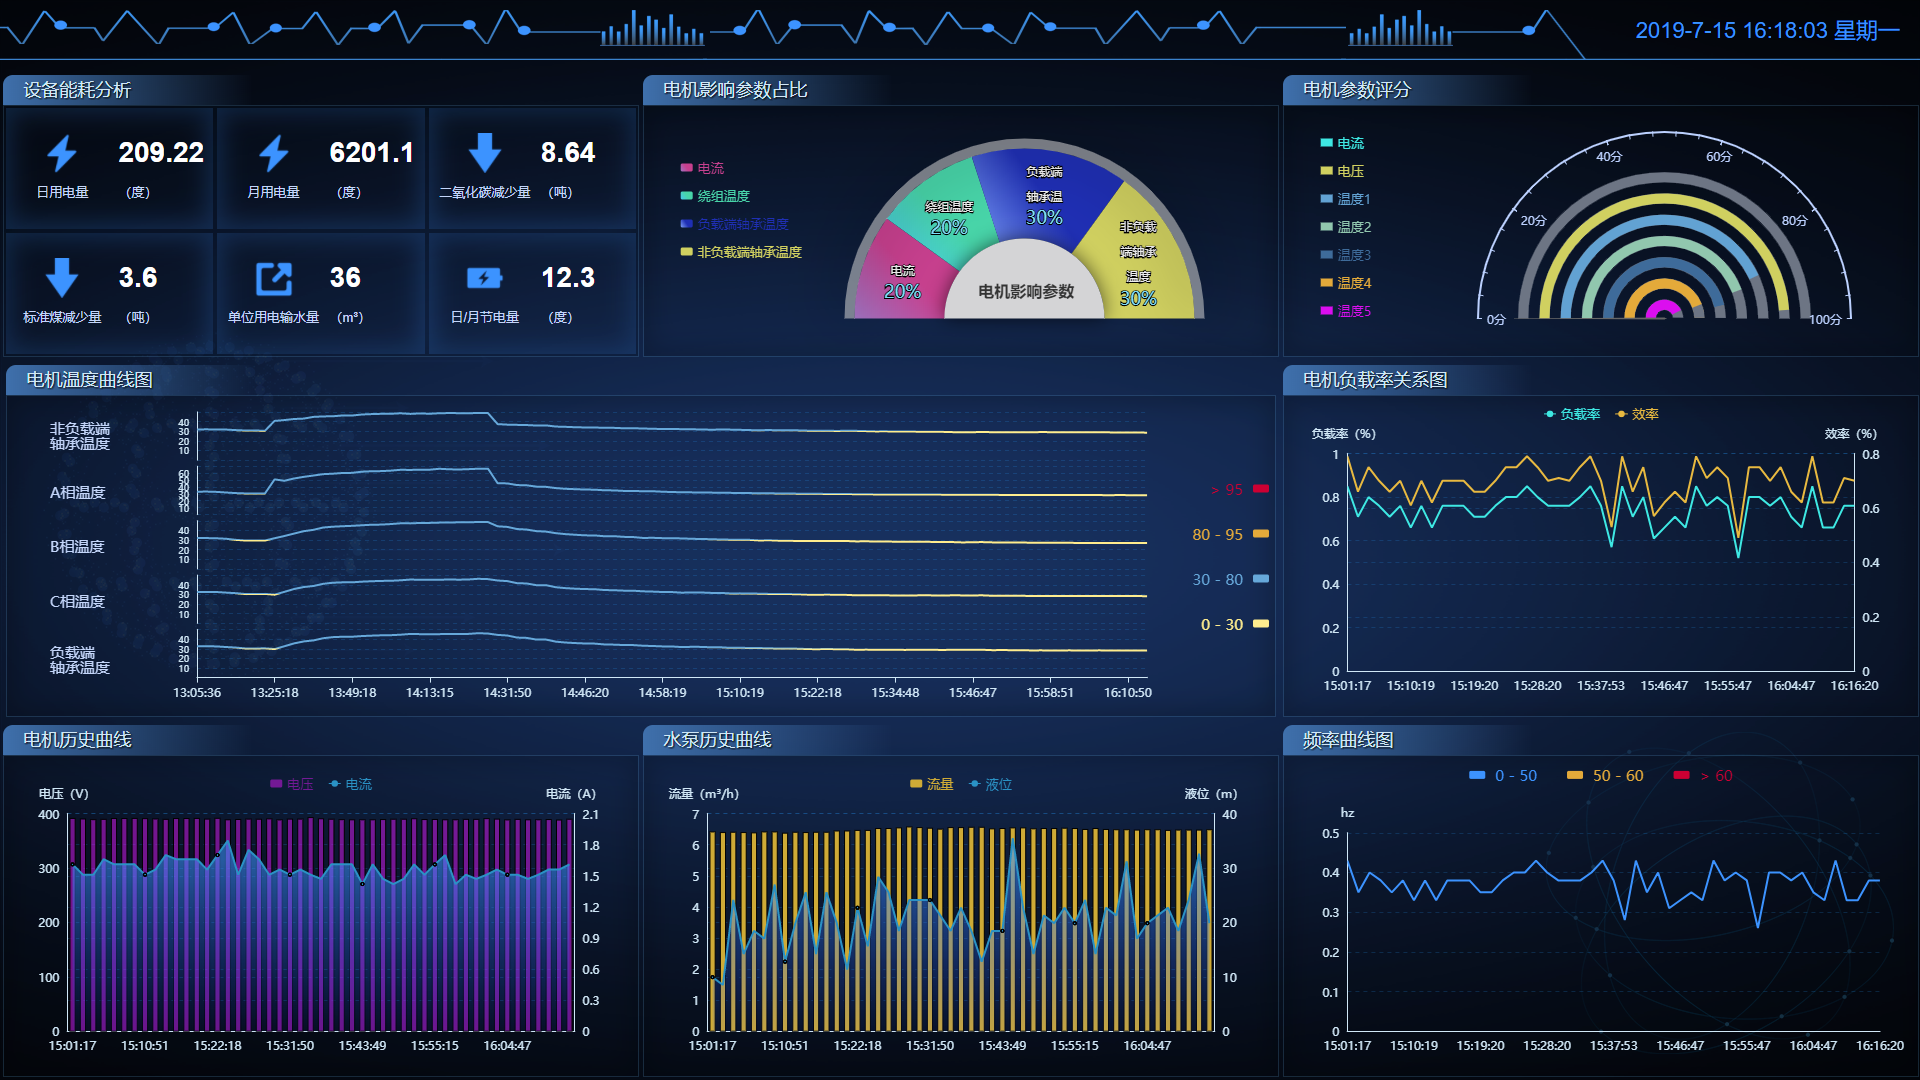 2019-7-15 16:18:03 星期一
设备能耗分析
209.22
日用电量 （度）
6201.1
月用电量 （度）
8.64
二氧化碳减少量 （吨）
3.6
标准煤减少量 （吨）
36
单位用电输水量 （m³）
12.3
日/月节电量 （度）
电机影响参数占比
电流
绕组温度
负载端轴承温度
非负载端轴承温度
电流
20%
绕组温度
20%
负载端
轴承温
30%
非负载
端轴承
温度
30%
电机影响参数
电机参数评分
电流
电压
温度1
温度2
温度3
温度4
温度5
0分
20分
40分
60分
80分
100分
电机温度曲线图
非负载端
轴承温度
40
30
20
10
A相温度
60
50
40
30
20
10
B相温度
40
30
20
10
C相温度
40
30
20
10
负载端
轴承温度
40
30
20
10
13:05:36 13:25:18 13:49:18 14:13:15 14:31:50 14:46:20 14:58:19 15:10:19 15:22:18 15:34:48 15:46:47 15:58:51 16:10:50
> 95
80 - 95
30 - 80
0 - 30
电机负载率关系图
负载率 效率
负载率（%） 效率（%）
1
0.8
0.6
0.4
0.2
0
0.8
0.6
0.4
0.2
0
15:01:17 15:10:19 15:19:20 15:28:20 15:37:53 15:46:47 15:55:47 16:04:47 16:16:20
电机历史曲线
电压 电流
电压（V） 电流（A）
400
300
200
100
0
2.1
1.8
1.5
1.2
0.9
0.6
0.3
0
15:01:17 15:10:51 15:22:18 15:31:50 15:43:49 15:55:15 16:04:47
水泵历史曲线
流量 液位
流量（m³/h） 液位（m）
7
6
5
4
3
2
1
0
40
30
20
10
0
15:01:17 15:10:51 15:22:18 15:31:50 15:43:49 15:55:15 16:04:47
频率曲线图
0 - 50 50 - 60 > 60
hz
0.5
0.4
0.3
0.2
0.1
0
15:01:17 15:10:19 15:19:20 15:28:20 15:37:53 15:46:47 15:55:47 16:04:47 16:16:20